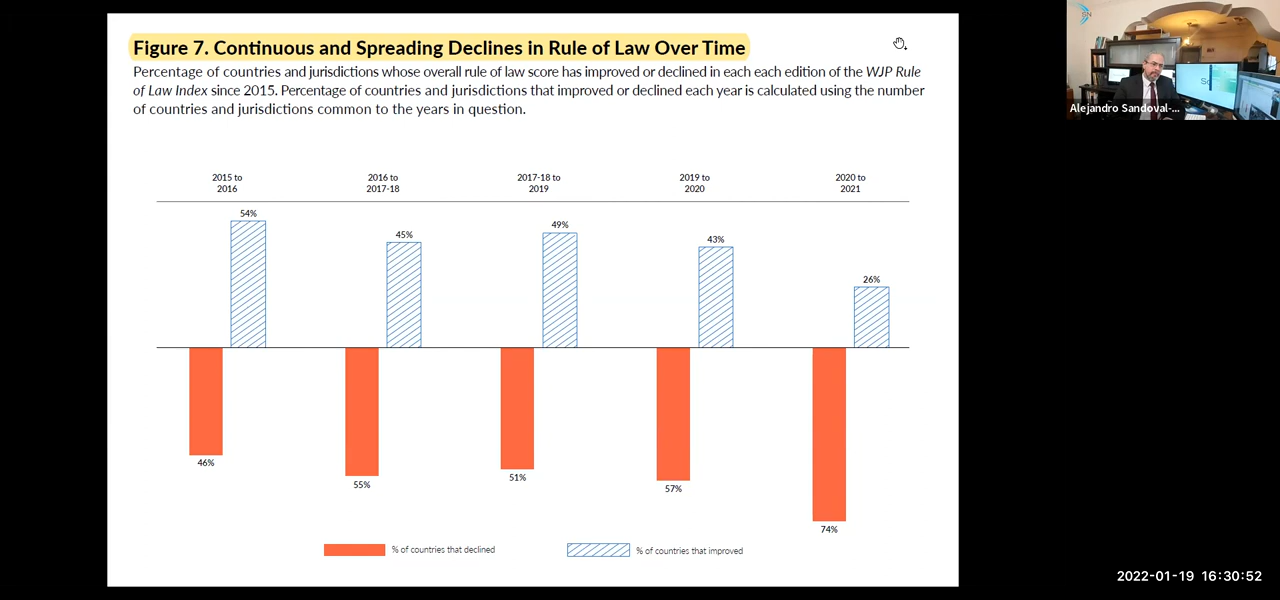 Figure 7. Continuous and Spreading Declines in Rule of Law Over Time
Percentage of countries and jurisdictions whose overall rule of law score has improved or declined in each each edition of the WJP Rule
of Law Index since 2015. Percentage of countries and jurisdictions that improved or declined each year is calculated using the number
of countries and jurisdictions common to the years in question.
Alejandro Sandoval-...
2015 to
2016
2016 to
2017-18
2017-18 to
2019
2019 to
2020
2020 to
2021
54%
45%
49%
43%
26%
46%
55%
51%
57%
74%
% of countries that declined
% of countries that improved
2022-01-19 16:30:52